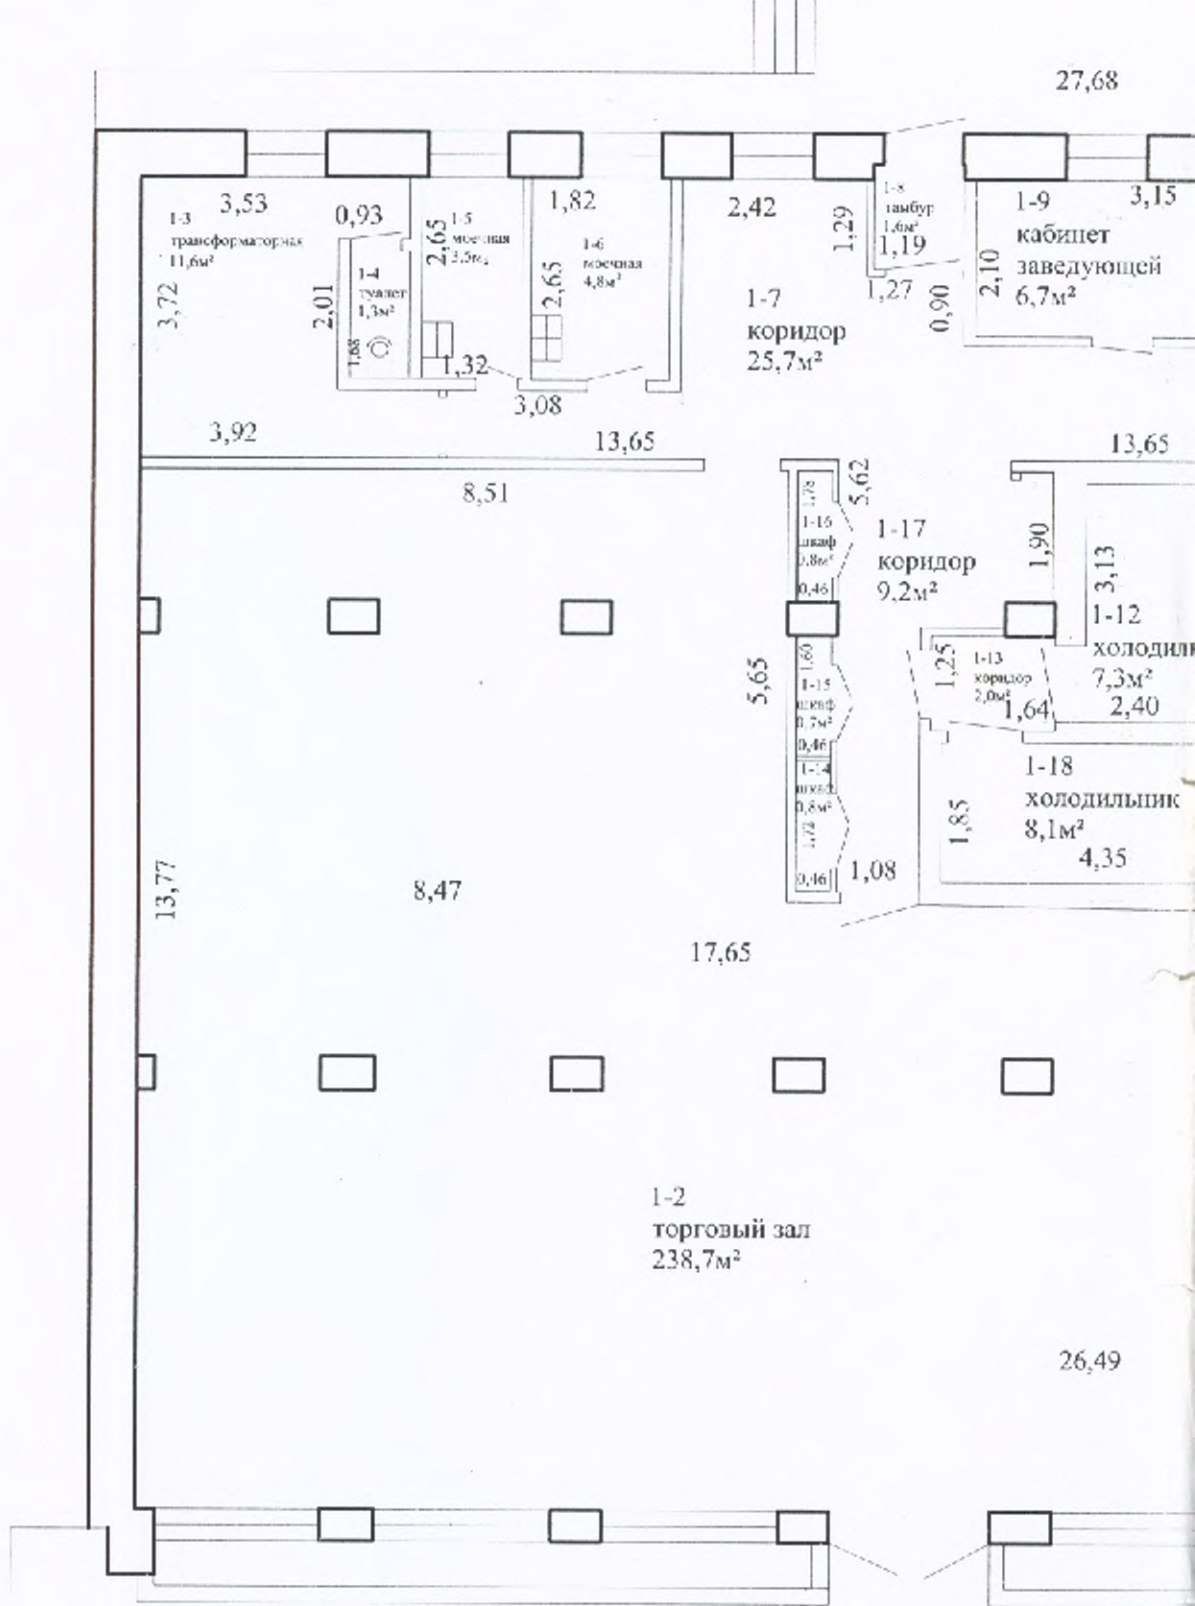 27,68
1-3
трансформаторная
11,6м²
3,53
3,72
3,92
0,93
2,01
1-4
туалет
1,3м²
1,68
1-5
моечная
3,5м²
2,65
1,32
1,82
1-6
моечная
4,8м²
2,65
3,08
13,65
2,42
1-7
коридор
25,7м²
1,29
1-8
тамбур
1,6м²
1,19
1,27
0,90
1-9
кабинет
заведующей
6,7м²
3,15
2,10
13,65
8,51
5,62
1,78
1-16
шкаф
0,46
1-17
коридор
9,2м²
1,90
3,13
1-12
7,3м²
2,40
5,65
1,60
1-15
шкаф
0,7м²
0,46
1-14
шкаф
0,8м²
1,72
0,46
1,08
1,25
1-13
коридор
2,0м²
1,64
1-18
холодильник
8,1м²
1,85
4,35
13,77
8,47
17,65
1-2
торговый зал
238,7м²
26,49